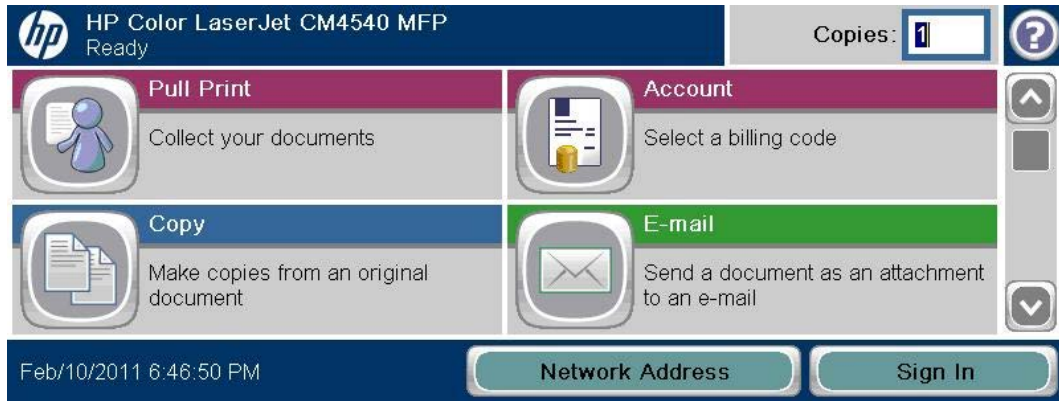 hp
HP Color LaserJet CM4540 MFP
Ready
Copies: 1
?
Pull Print
Collect your documents
Account
Select a billing code
Copy
Make copies from an original
document
E-mail
Send a document as an attachment
to an e-mail
Feb/10/2011 6:46:50 PM
Network Address
Sign In